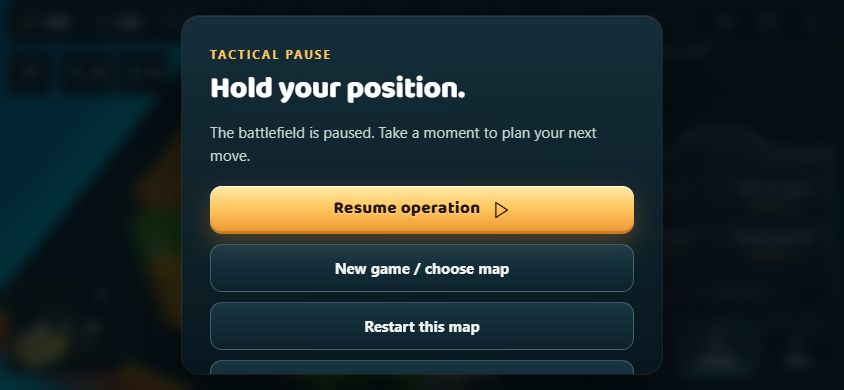 TACTICAL PAUSE
Hold your position.
The battlefield is paused. Take a moment to plan your next
move.
Resume operation
New game / choose map
Restart this map